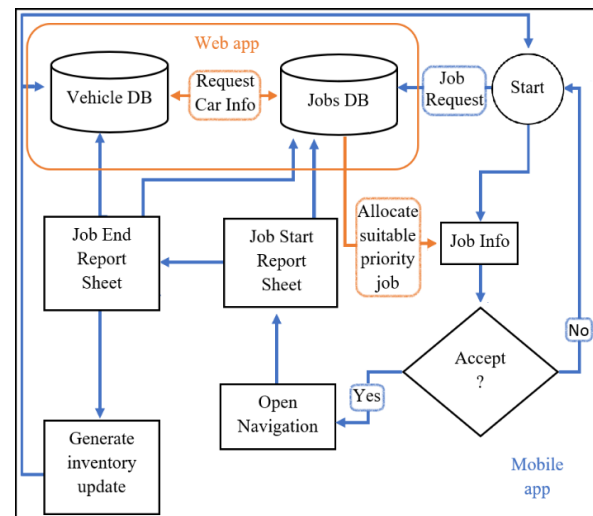 Web app
Vehicle DB
Request
Car Info
Jobs DB
Job
Request
Start
Job End
Report
Sheet
Job Start
Report
Sheet
Allocate
suitable
priority
job
Job Info
Accept
?
No
Yes
Open
Navigation
Generate
inventory
update
Mobile
app